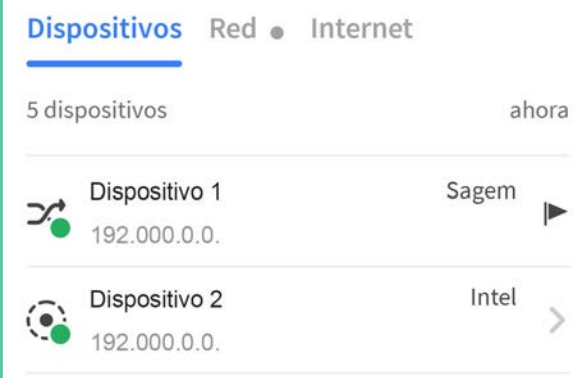 Dispositivos Red Internet
5 dispositivos ahora
Dispositivo 1 Sagem
192.000.0.0.
Dispositivo 2 Intel
192.000.0.0.